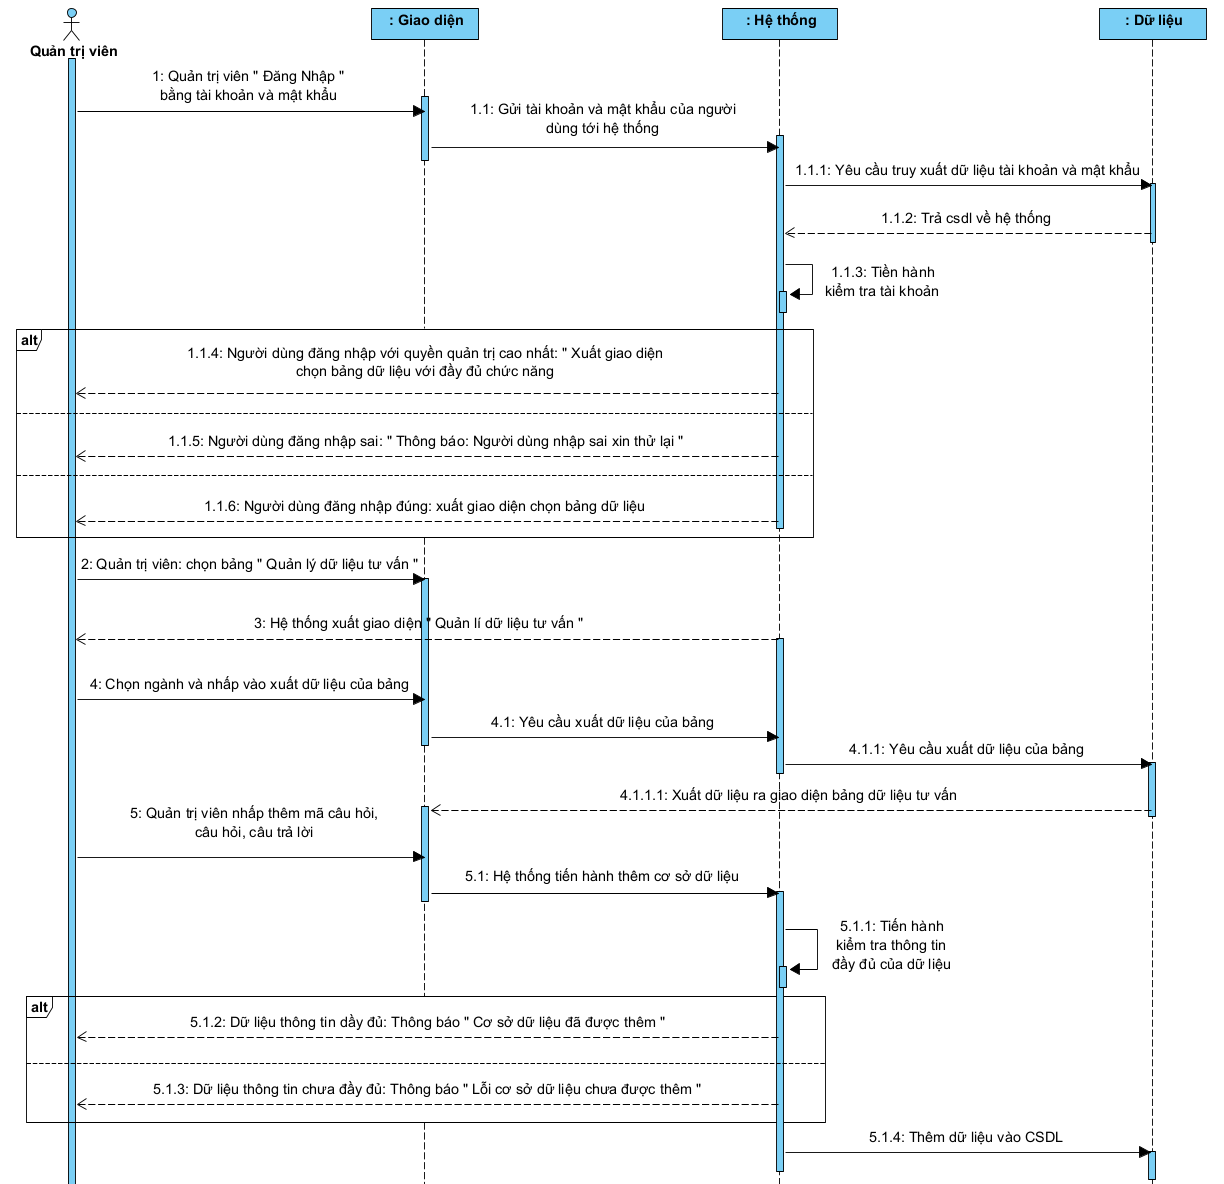 : Giao diện
: Hệ thống
: Dữ liệu
Quản trị viên
1: Quản trị viên " Đăng Nhập "
bằng tài khoản và mật khẩu
1.1: Gửi tài khoản và mật khẩu của người
dùng tới hệ thống
1.1.1: Yêu cầu truy xuất dữ liệu tài khoản và mật khẩu
1.1.2: Trả csdl về hệ thống
1.1.3: Tiền hành
kiểm tra tài khoản
alt
1.1.4: Người dùng đăng nhập với quyền quản trị cao nhất: " Xuất giao diện
chọn bảng dữ liệu với đầy đủ chức năng
1.1.5: Người dùng đăng nhập sai: " Thông báo: Người dùng nhập sai xin thử lại "
1.1.6: Người dùng đăng nhập đúng: xuất giao diện chọn bảng dữ liệu
2: Quản trị viên: chọn bảng " Quản lý dữ liệu tư vấn "
3: Hệ thống xuất giao diện " Quản lí dữ liệu tư vấn "
4: Chọn ngành và nhấp vào xuất dữ liệu của bảng
4.1: Yêu cầu xuất dữ liệu của bảng
4.1.1: Yêu cầu xuất dữ liệu của bảng
4.1.1.1: Xuất dữ liệu ra giao diện bảng dữ liệu tư vấn
5: Quản trị viên nhấp thêm mã câu hỏi,
câu hỏi, câu trả lời
5.1: Hệ thống tiến hành thêm cơ sở dữ liệu
5.1.1: Tiến hành
kiểm tra thông tin
đầy đủ của dữ liệu
alt
5.1.2: Dữ liệu thông tin dầy đủ: Thông báo " Cơ sở dữ liệu đã được thêm "
5.1.3: Dữ liệu thông tin chưa đầy đủ: Thông báo " Lỗi cơ sở dữ liệu chưa được thêm "
5.1.4: Thêm dữ liệu vào CSDL